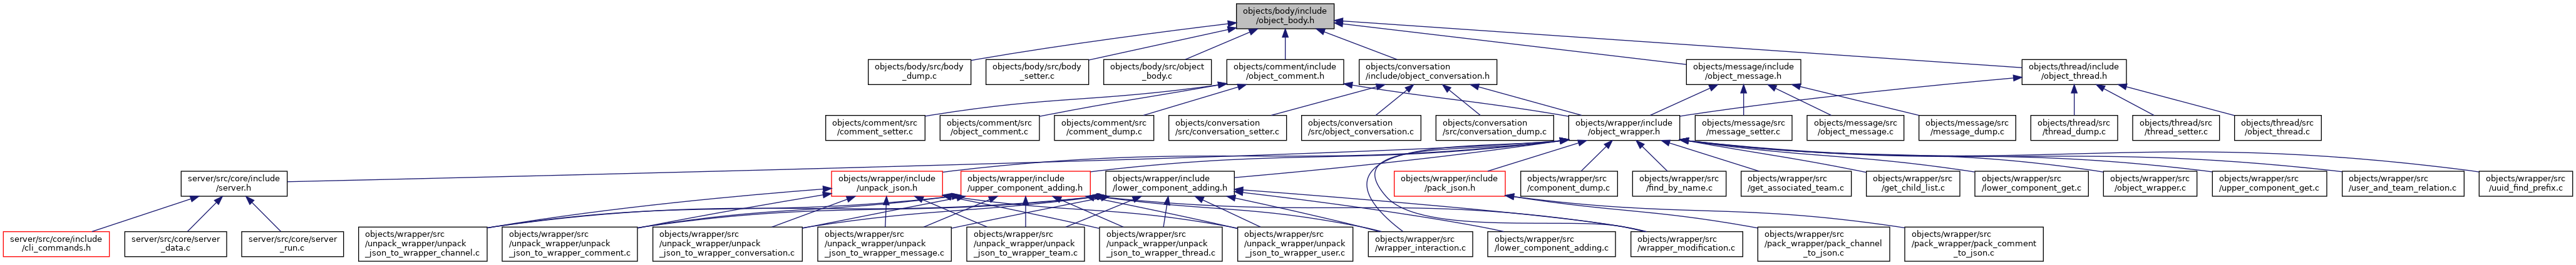 objects/body/include
/object_body.h
objects/body/src/body
_dump.c
objects/body/src/body
_setter.c
objects/body/src/object
_body.c
objects/comment/include
/object_comment.h
objects/conversation
/include/object_conversation.h
objects/message/include
/object_message.h
objects/thread/include
/object_thread.h
objects/comment/src
/comment_setter.c
objects/comment/src
/object_comment.c
objects/comment/src
/comment_dump.c
objects/conversation
/src/conversation_setter.c
objects/conversation
/src/object_conversation.c
objects/conversation
/src/conversation_dump.c
objects/wrapper/include
/object_wrapper.h
objects/message/src
/message_setter.c
objects/message/src
/object_message.c
objects/message/src
/message_dump.c
objects/thread/src
/thread_dump.c
objects/thread/src
/thread_setter.c
objects/thread/src
/object_thread.c
server/src/core/include
/server.h
objects/wrapper/include
/unpack_json.h
objects/wrapper/include
/upper_component_adding.h
objects/wrapper/include
/lower_component_adding.h
objects/wrapper/include
/pack_json.h
objects/wrapper/src
/component_dump.c
objects/wrapper/src
/find_by_name.c
objects/wrapper/src
/get_associated_team.c
objects/wrapper/src
/get_child_list.c
objects/wrapper/src
/lower_component_get.c
objects/wrapper/src
/object_wrapper.c
objects/wrapper/src
/upper_component_get.c
objects/wrapper/src
/user_and_team_relation.c
objects/wrapper/src
/uuid_find_prefix.c
server/src/core/include
/cli_commands.h
server/src/core/server
_data.c
server/src/core/server
_run.c
objects/wrapper/src
/unpack_wrapper/unpack
_json_to_wrapper_channel.c
objects/wrapper/src
/unpack_wrapper/unpack
_json_to_wrapper_comment.c
objects/wrapper/src
/unpack_wrapper/unpack
_json_to_wrapper_conversation.c
objects/wrapper/src
/unpack_wrapper/unpack
_json_to_wrapper_message.c
objects/wrapper/src
/unpack_wrapper/unpack
_json_to_wrapper_team.c
objects/wrapper/src
/unpack_wrapper/unpack
_json_to_wrapper_thread.c
objects/wrapper/src
/unpack_wrapper/unpack
_json_to_wrapper_user.c
objects/wrapper/src
/wrapper_interaction.c
objects/wrapper/src
/lower_component_adding.c
objects/wrapper/src
/wrapper_modification.c
objects/wrapper/src
/pack_wrapper/pack_channel
_to_json.c
objects/wrapper/src
/pack_wrapper/pack_comment
_to_json.c